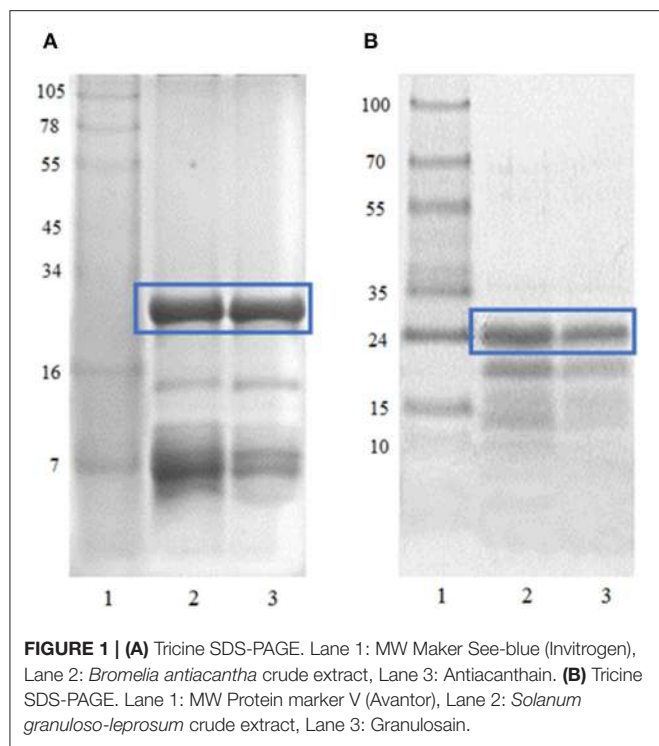 A
105
78
55
45
34
16
7
1 2 3
B
100
70
55
35
24
15
10
1 2 3
FIGURE 1 | (A) Tricine SDS-PAGE. Lane 1: MW Maker See-blue (Invitrogen),
Lane 2: Bromelia antiacantha crude extract, Lane 3: Antiacanthain. (B) Tricine
SDS-PAGE. Lane 1: MW Protein marker V (Avantor), Lane 2: Solanum
granuloso-leprosum crude extract, Lane 3: Granulosain.